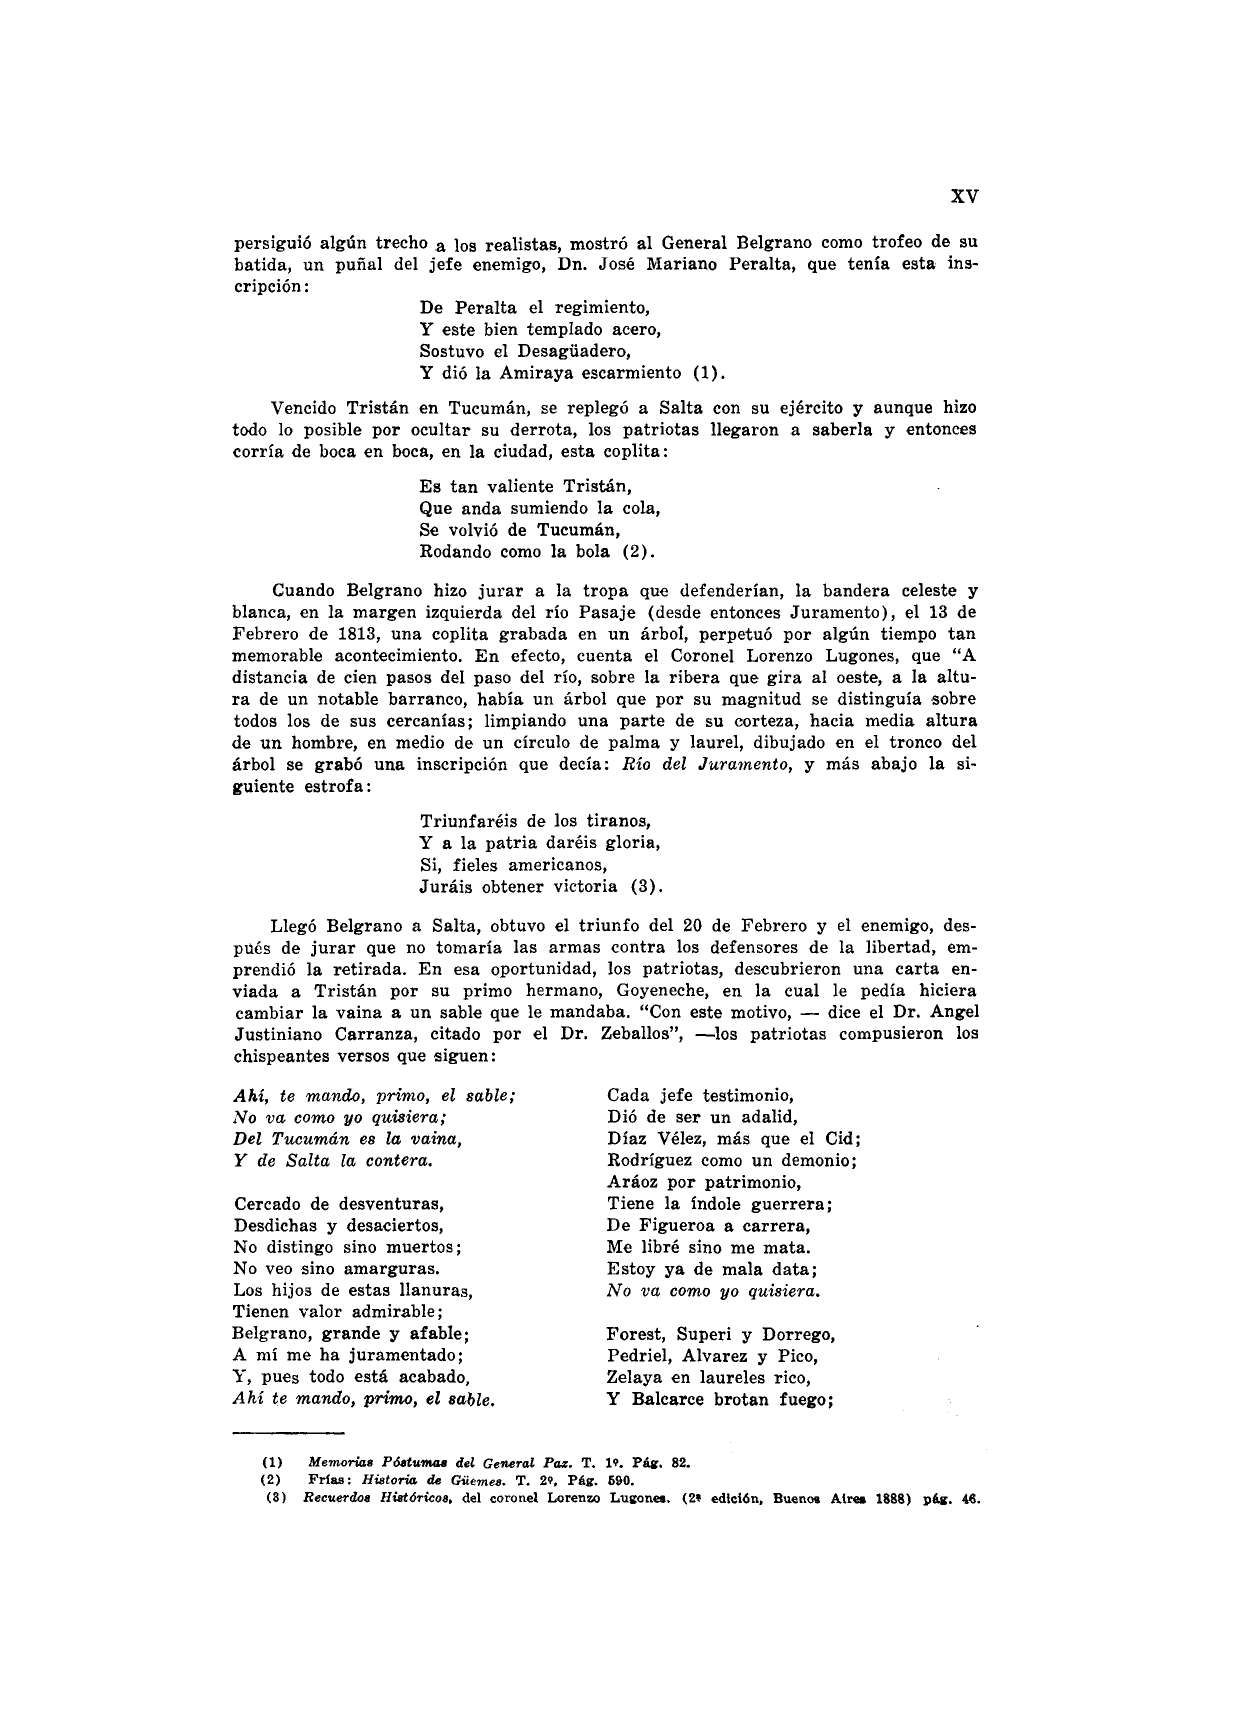 XV
persiguió algún trecho a los realistas, mostró al General Belgrano como trofeo de su
batida, un puñal del jefe enemigo, Dn. José Mariano Peralta, que tenía esta ins-
cripción:
De Peralta el regimiento,
Y este bien templado acero,
Sostuvo el Desagüadero,
Y dió la Amiraya escarmiento (1).
Vencido Tristán en Tucumán, se replegó a Salta con su ejército y aunque hizo
todo lo posible por ocultar su derrota, los patriotas llegaron a saberla y entonces
corría de boca en boca, en la ciudad, esta coplita:
Es tan valiente Tristán,
Que anda sumiendo la cola,
Se volvió de Tucumán,
Rodando como la bola (2).
Cuando Belgrano hizo jurar a la tropa que defenderían, la bandera celeste y
blanca, en la margen izquierda del río Pasaje (desde entonces Juramento), el 13 de
Febrero de 1813, una coplita grabada en un árbol, perpetuó por algún tiempo tan
memorable acontecimiento. En efecto, cuenta el Coronel Lorenzo Lugones, que “A
distancia de cien pasos del paso del río, sobre la ribera que gira al oeste, a la altu-
ra de un notable barranco, había un árbol que por su magnitud se distinguía sobre
todos los de sus cercanías; limpiando una parte de su corteza, hacia media altura
de un hombre, en medio de un círculo de palma y laurel, dibujado en el tronco del
árbol se grabó una inscripción que decía: Río del Juramento, y más abajo la si-
guiente estrofa:
Triunfaréis de los tiranos,
Y a la patria daréis gloria,
Si, fieles americanos,
Juráis obtener victoria (3).
Llegó Belgrano a Salta, obtuvo el triunfo del 20 de Febrero y el enemigo, des-
pués de jurar que no tomaría las armas contra los defensores de la libertad, em-
prendió la retirada. En esa oportunidad, los patriotas, descubrieron una carta en-
viada a Tristán por su primo hermano, Goyeneche, en la cual le pedía hiciera
cambiar la vaina a un sable que le mandaba. “Con este motivo, — dice el Dr. Angel
Justiniano Carranza, citado por el Dr. Zeballos”, —los patriotas compusieron los
chispeantes versos que siguen:
Ahí, te mando, primo, el sable;
No va como yo quisiera;
Del Tucumán es la vaina,
Y de Salta la contera.
Cercado de desventuras,
Desdichas y desaciertos,
No distingo sino muertos;
No veo sino amarguras.
Los hijos de estas llanuras,
Tienen valor admirable;
Belgrano, grande y afable;
A mí me ha juramentado;
Y, pues todo está acabado,
Ahí te mando, primo, el sable.
Cada jefe testimonio,
Dió de ser un adalid,
Díaz Vélez, más que el Cid;
Rodríguez como un demonio;
Aráoz por patrimonio,
Tiene la índole guerrera;
De Figueroa a carrera,
Me libré sino me mata.
Estoy ya de mala data;
No va como yo quisiera.
Forest, Superi y Dorrego,
Pedriel, Alvarez y Pico,
Zelaya en laureles rico,
Y Balcarce brotan fuego;
(1) Memorias Póstumas del General Paz. T. 1º. Pág. 82.
(2) Frías: Historia de Güemes. T. 2º, Pág. 590.
(3) Recuerdos Históricos, del coronel Lorenzo Lugones. (2ª edición, Buenos Aires 1888) pág. 46.